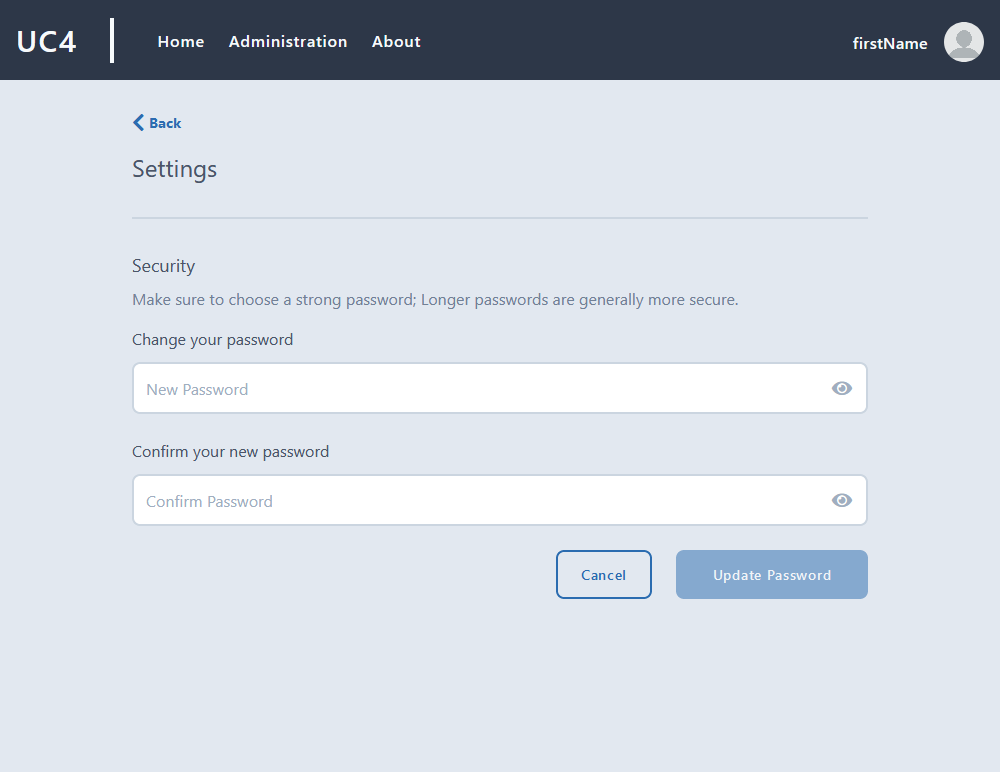 UC4
Home Administration About
firstName
Back
Settings
Security
Make sure to choose a strong password; Longer passwords are generally more secure.
Change your password
New Password
Confirm your new password
Confirm Password
Cancel Update Password